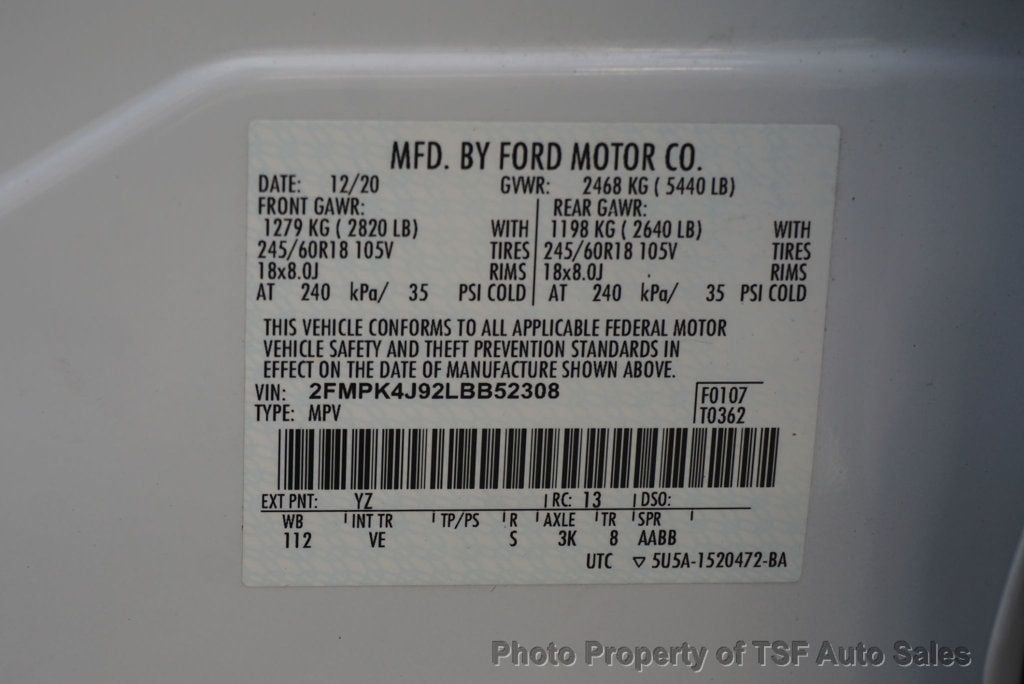 MFD. BY FORD MOTOR CO.
DATE: 12/20 GVWR: 2468 KG ( 5440 LB)
FRONT GAWR: REAR GAWR:
1279 KG ( 2820 LB) WITH 1198 KG ( 2640 LB) WITH
245/60R18 105V TIRES 245/60R18 105V TIRES
18x8.0J RIMS 18x8.0J RIMS
AT 240 kPa/ 35 PSI COLD AT 240 kPa/ 35 PSI COLD
THIS VEHICLE CONFORMS TO ALL APPLICABLE FEDERAL MOTOR
VEHICLE SAFETY AND THEFT PREVENTION STANDARDS IN
EFFECT ON THE DATE OF MANUFACTURE SHOWN ABOVE.
VIN: 2FMPK4J92LBB52308 F0107
TYPE: MPV T0362
EXT PNT: YZ RC: 13 DSO:
WB INT TR TP/PS R AXLE TR SPR
112 VE S 3K 8 AABB
UTC ▽ 5U5A-1520472-BA
Photo Property of TSF Auto Sales